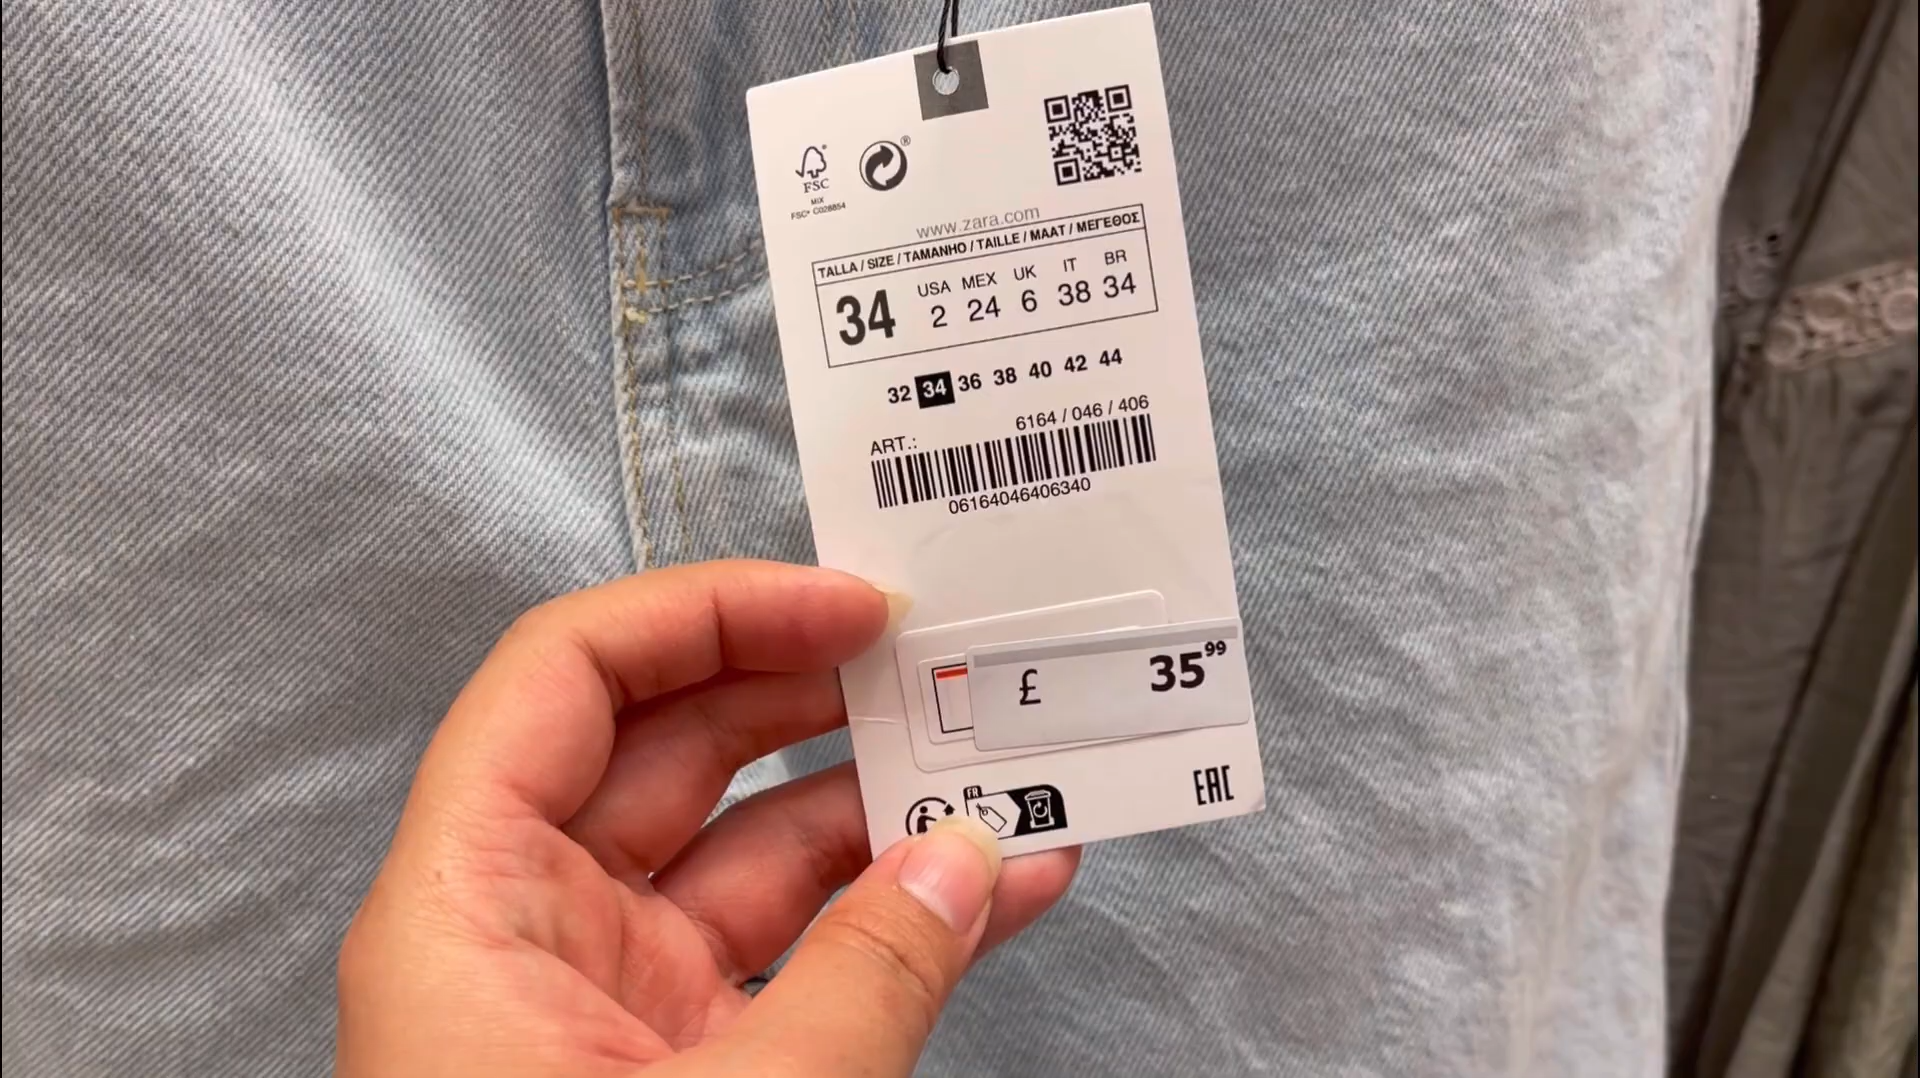 FSC
MIX
FSC® C028854
®
www.zara.com
TALLA / SIZE / TAMANHO / TAILLE / MAAT / ΜΕΓΕΘΟΣ
34
USA MEX UK IT BR
2 24 6 38 34
32 34 36 38 40 42 44
6164 / 046 / 406
ART.:
06164046406340
£ 35⁹⁹
FR
EAC